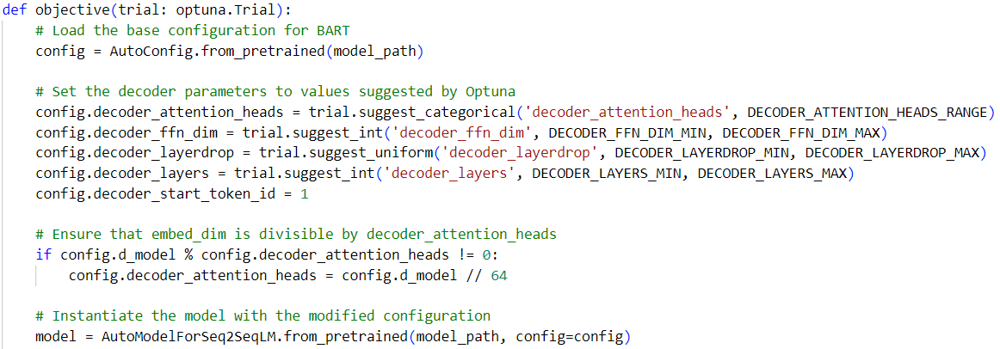 def objective(trial: optuna.Trial):
    # Load the base configuration for BART
    config = AutoConfig.from_pretrained(model_path)

    # Set the decoder parameters to values suggested by Optuna
    config.decoder_attention_heads = trial.suggest_categorical('decoder_attention_heads', DECODER_ATTENTION_HEADS_RANGE)
    config.decoder_ffn_dim = trial.suggest_int('decoder_ffn_dim', DECODER_FFN_DIM_MIN, DECODER_FFN_DIM_MAX)
    config.decoder_layerdrop = trial.suggest_uniform('decoder_layerdrop', DECODER_LAYERDROP_MIN, DECODER_LAYERDROP_MAX)
    config.decoder_layers = trial.suggest_int('decoder_layers', DECODER_LAYERS_MIN, DECODER_LAYERS_MAX)
    config.decoder_start_token_id = 1

    # Ensure that embed_dim is divisible by decoder_attention_heads
    if config.d_model % config.decoder_attention_heads != 0:
        config.decoder_attention_heads = config.d_model // 64

    # Instantiate the model with the modified configuration
    model = AutoModelForSeq2SeqLM.from_pretrained(model_path, config=config)